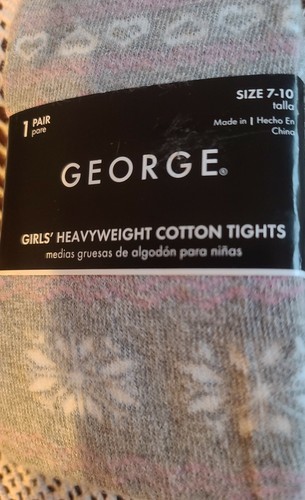 SIZE 7-10
talla
1 PAIR
pare
Made in | Hecho En
China
GEORGE®
GIRLS' HEAVYWEIGHT COTTON TIGHTS
medias gruesas de algodón para niñas